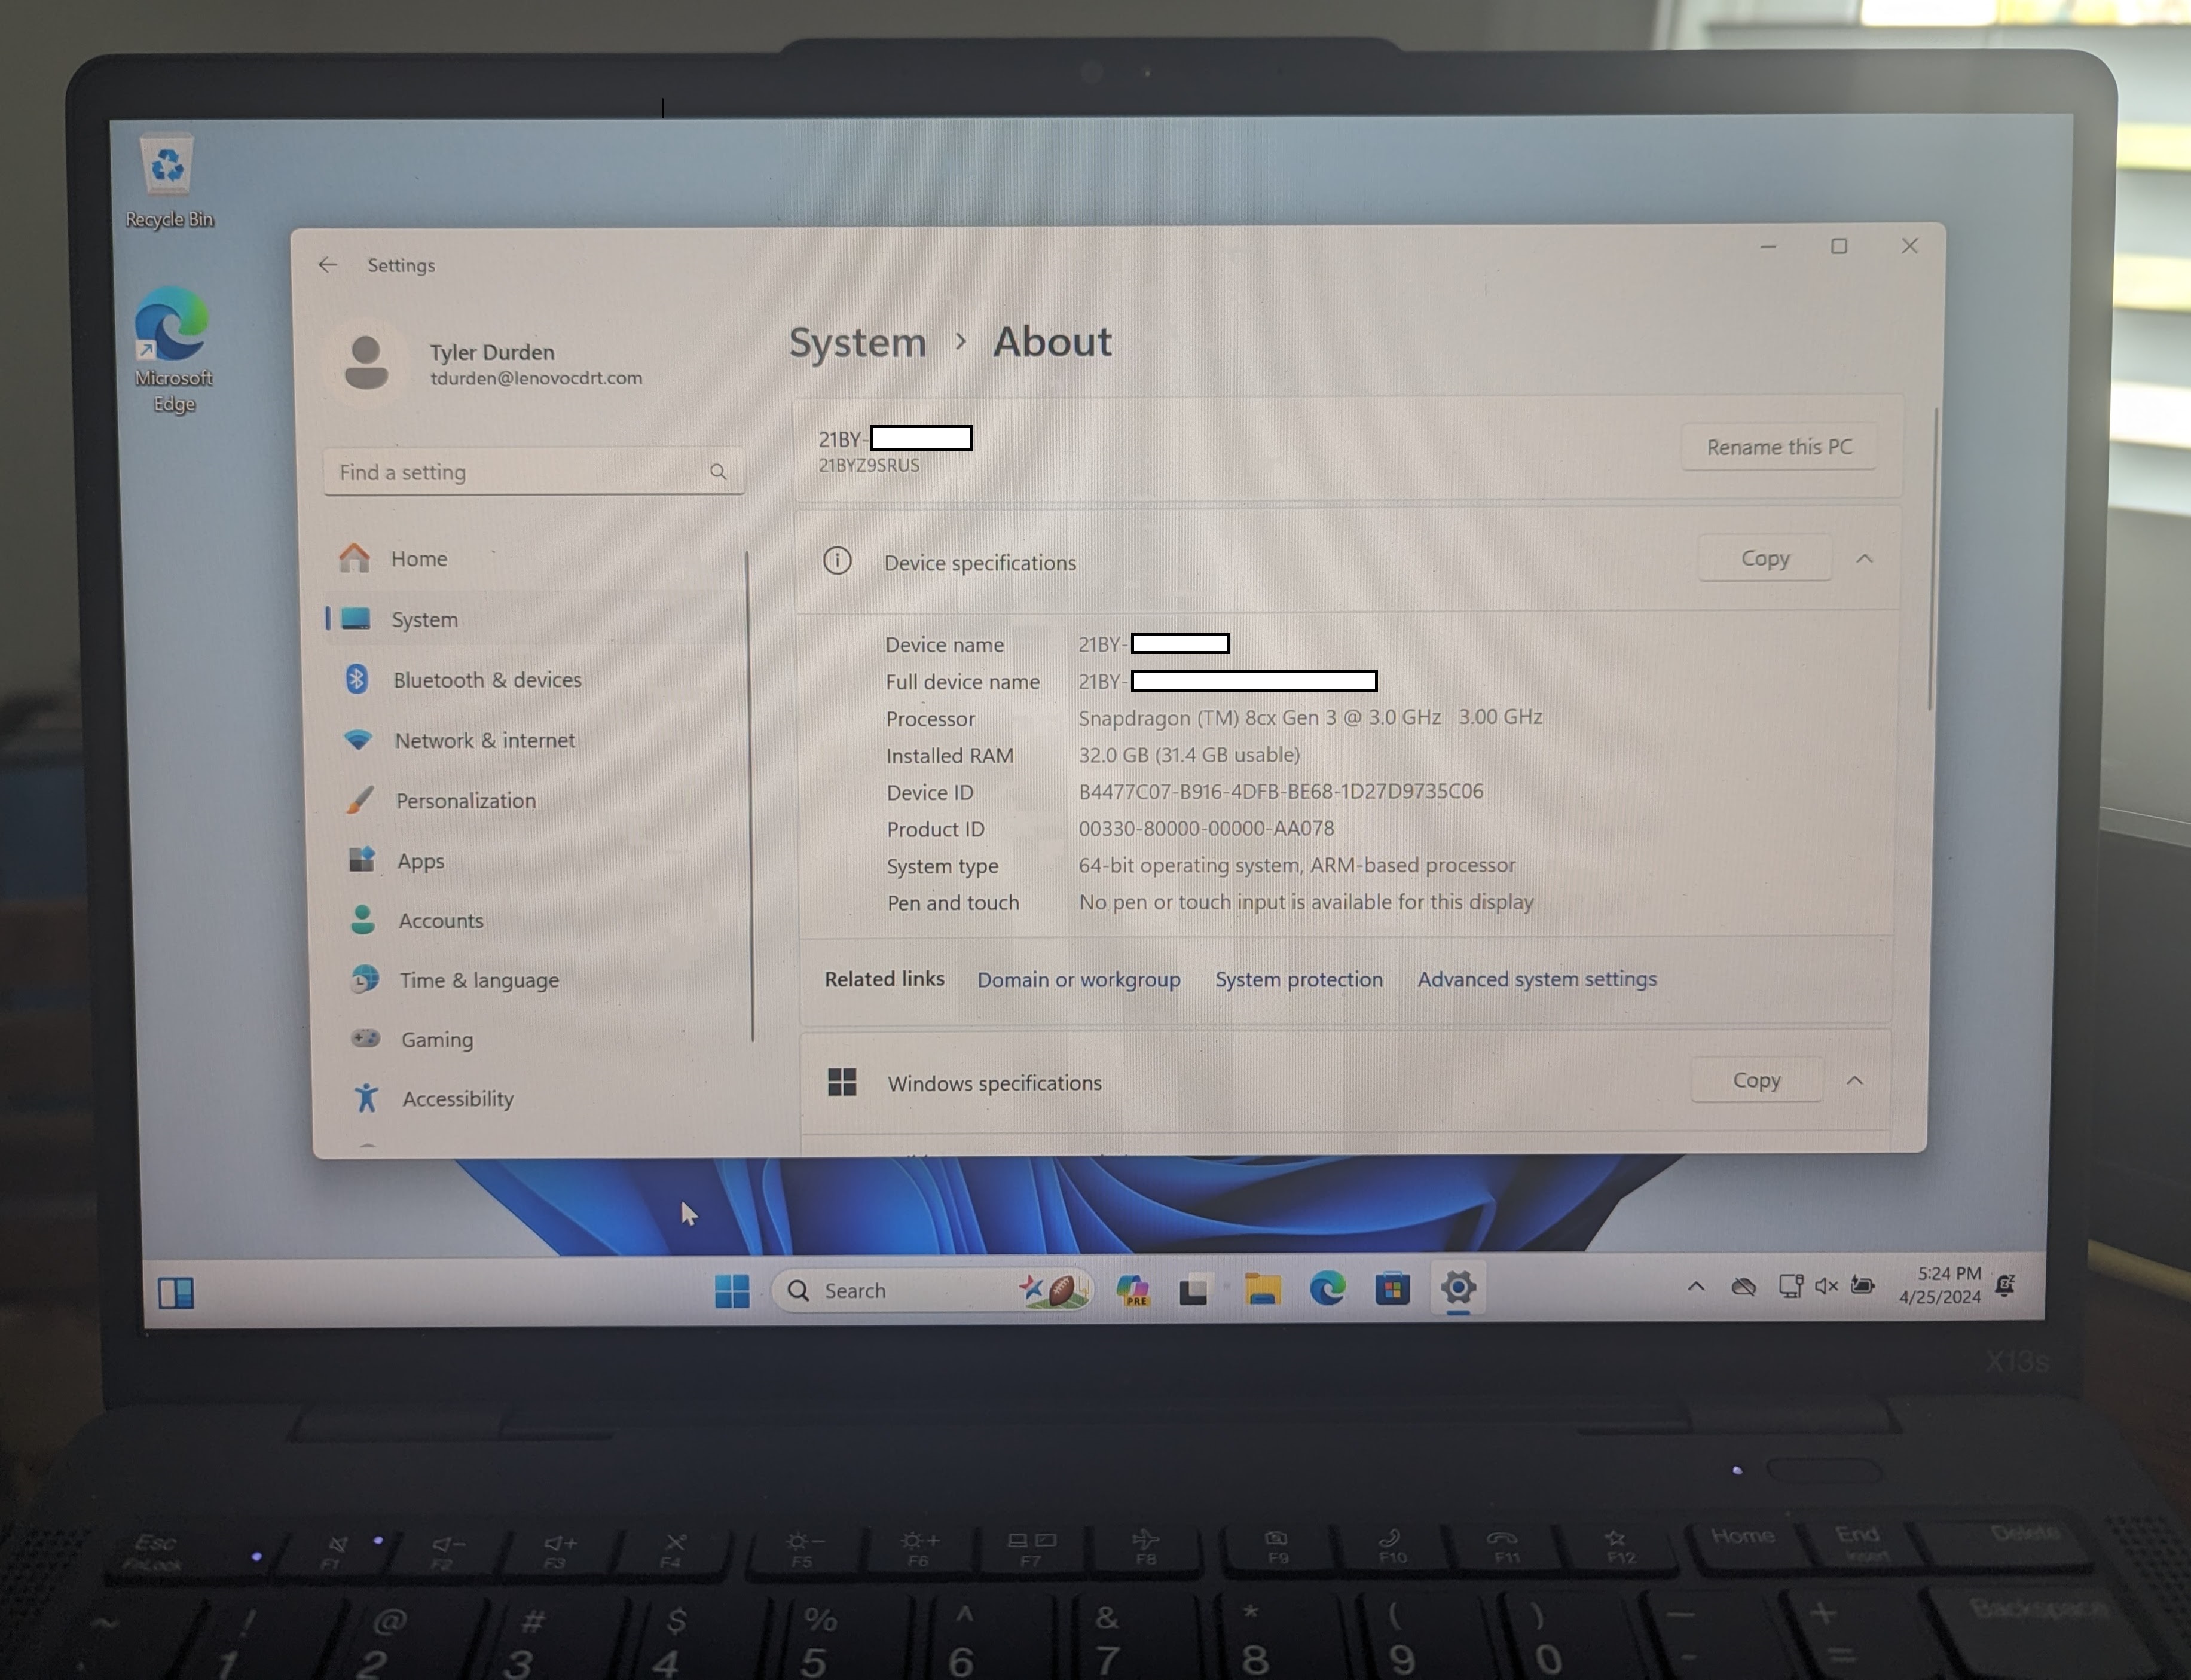 Recycle Bin
Microsoft
Edge
Settings
Tyler Durden
tdurden@lenovocdrt.com
Find a setting
Home
System
Bluetooth & devices
Network & internet
Personalization
Apps
Accounts
Time & language
Gaming
Accessibility
System > About
21BY-
21BYZ9SRUS
Rename this PC
Device specifications
Copy
Device name 21BY-
Full device name 21BY-
Processor Snapdragon (TM) 8cx Gen 3 @ 3.0 GHz 3.00 GHz
Installed RAM 32.0 GB (31.4 GB usable)
Device ID B4477C07-B916-4DFB-BE68-1D27D9735C06
Product ID 00330-80000-00000-AA078
System type 64-bit operating system, ARM-based processor
Pen and touch No pen or touch input is available for this display
Related links Domain or workgroup System protection Advanced system settings
Windows specifications
Copy
Search
PRE
5:24 PM
4/25/2024
X13s
Esc
FnLock
F1 F2 F3 F4 F5 F6 F7 F8 F9 F10 F11 F12
Home
End
Insert
Delete
~ ! @ # $ % ^ & * ( ) — +
1 2 3 4 5 6 7 8 9 0 - =
Backspace